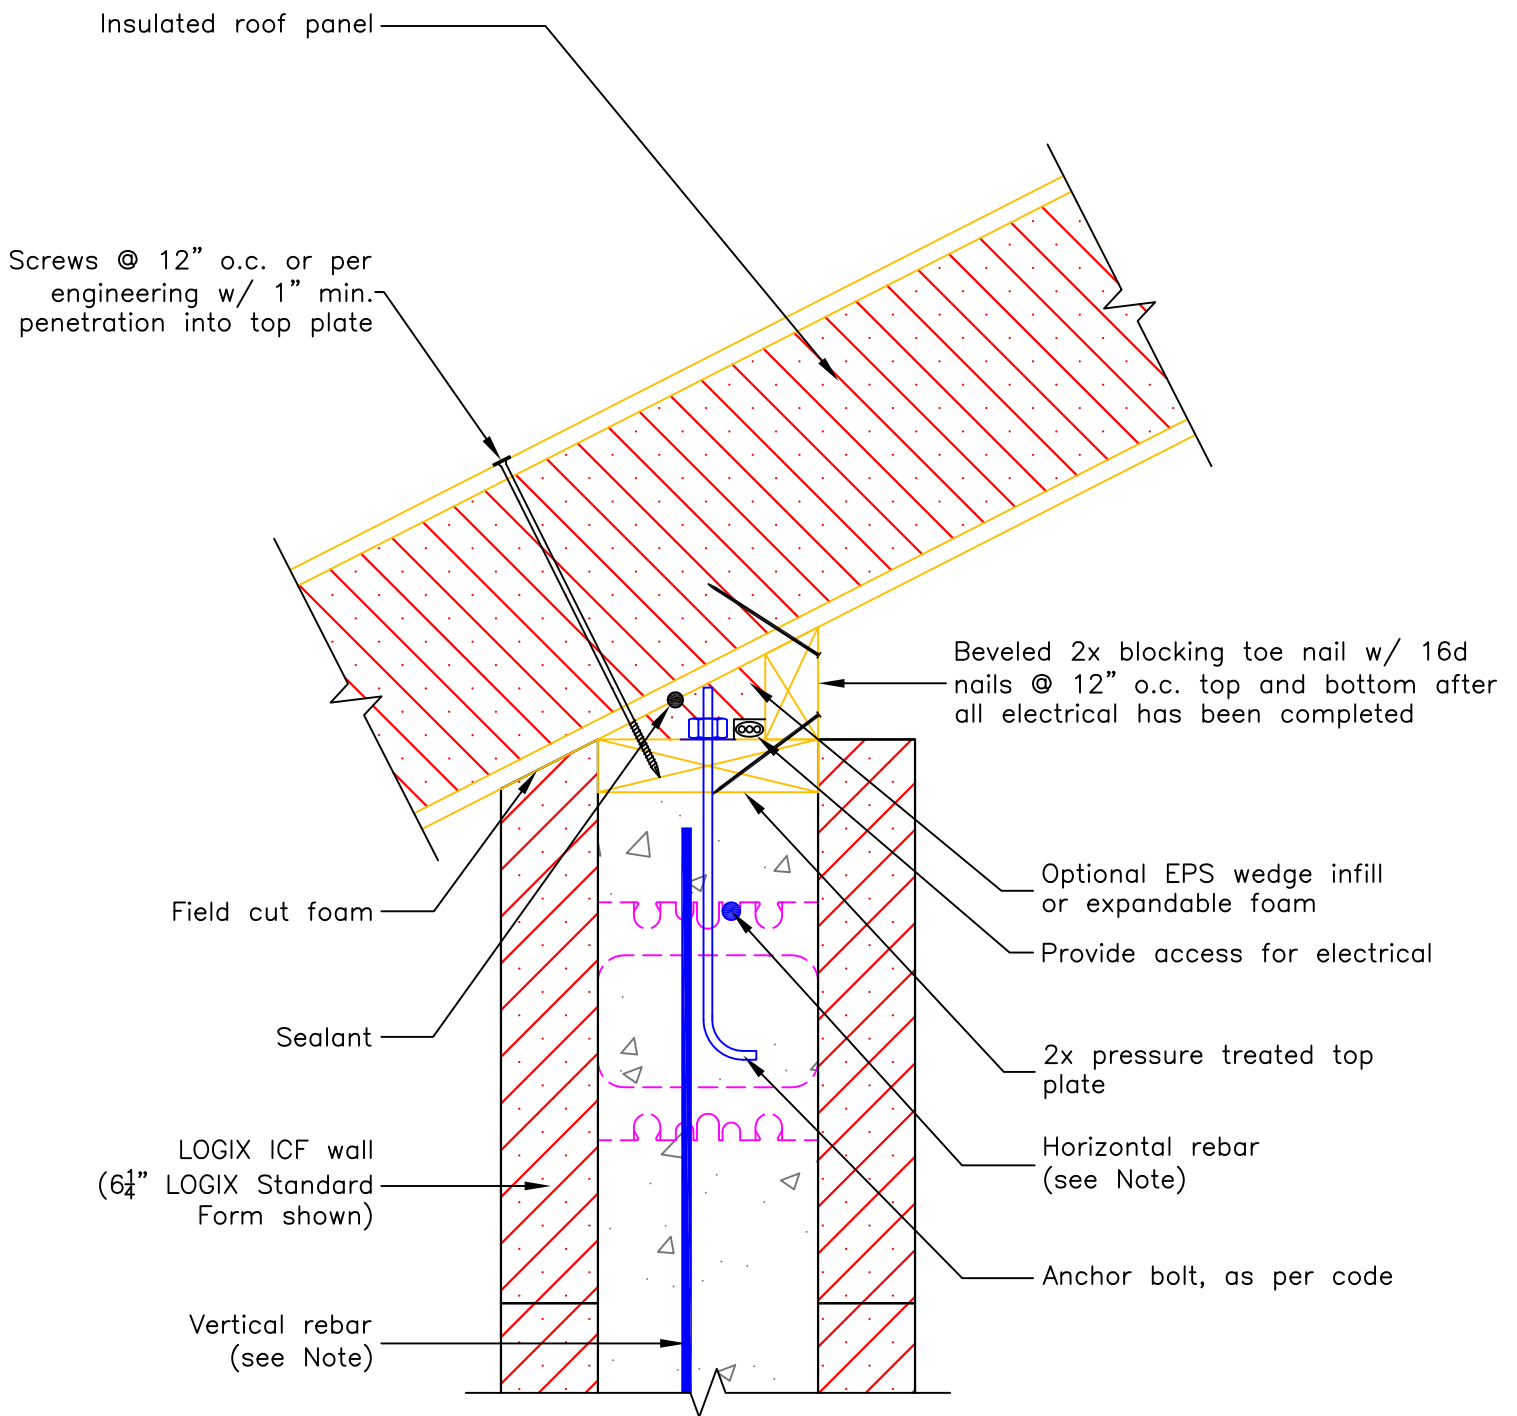 Insulated roof panel
Screws @ 12” o.c. or per
engineering w/ 1” min.
penetration into top plate
Beveled 2x blocking toe nail w/ 16d
nails @ 12” o.c. top and bottom after
all electrical has been completed
Optional EPS wedge infill
or expandable foam
Field cut foam
Provide access for electrical
Sealant
2x pressure treated top
plate
LOGIX ICF wall
(6¼” LOGIX Standard
Form shown)
Horizontal rebar
(see Note)
Anchor bolt, as per code
Vertical rebar
(see Note)